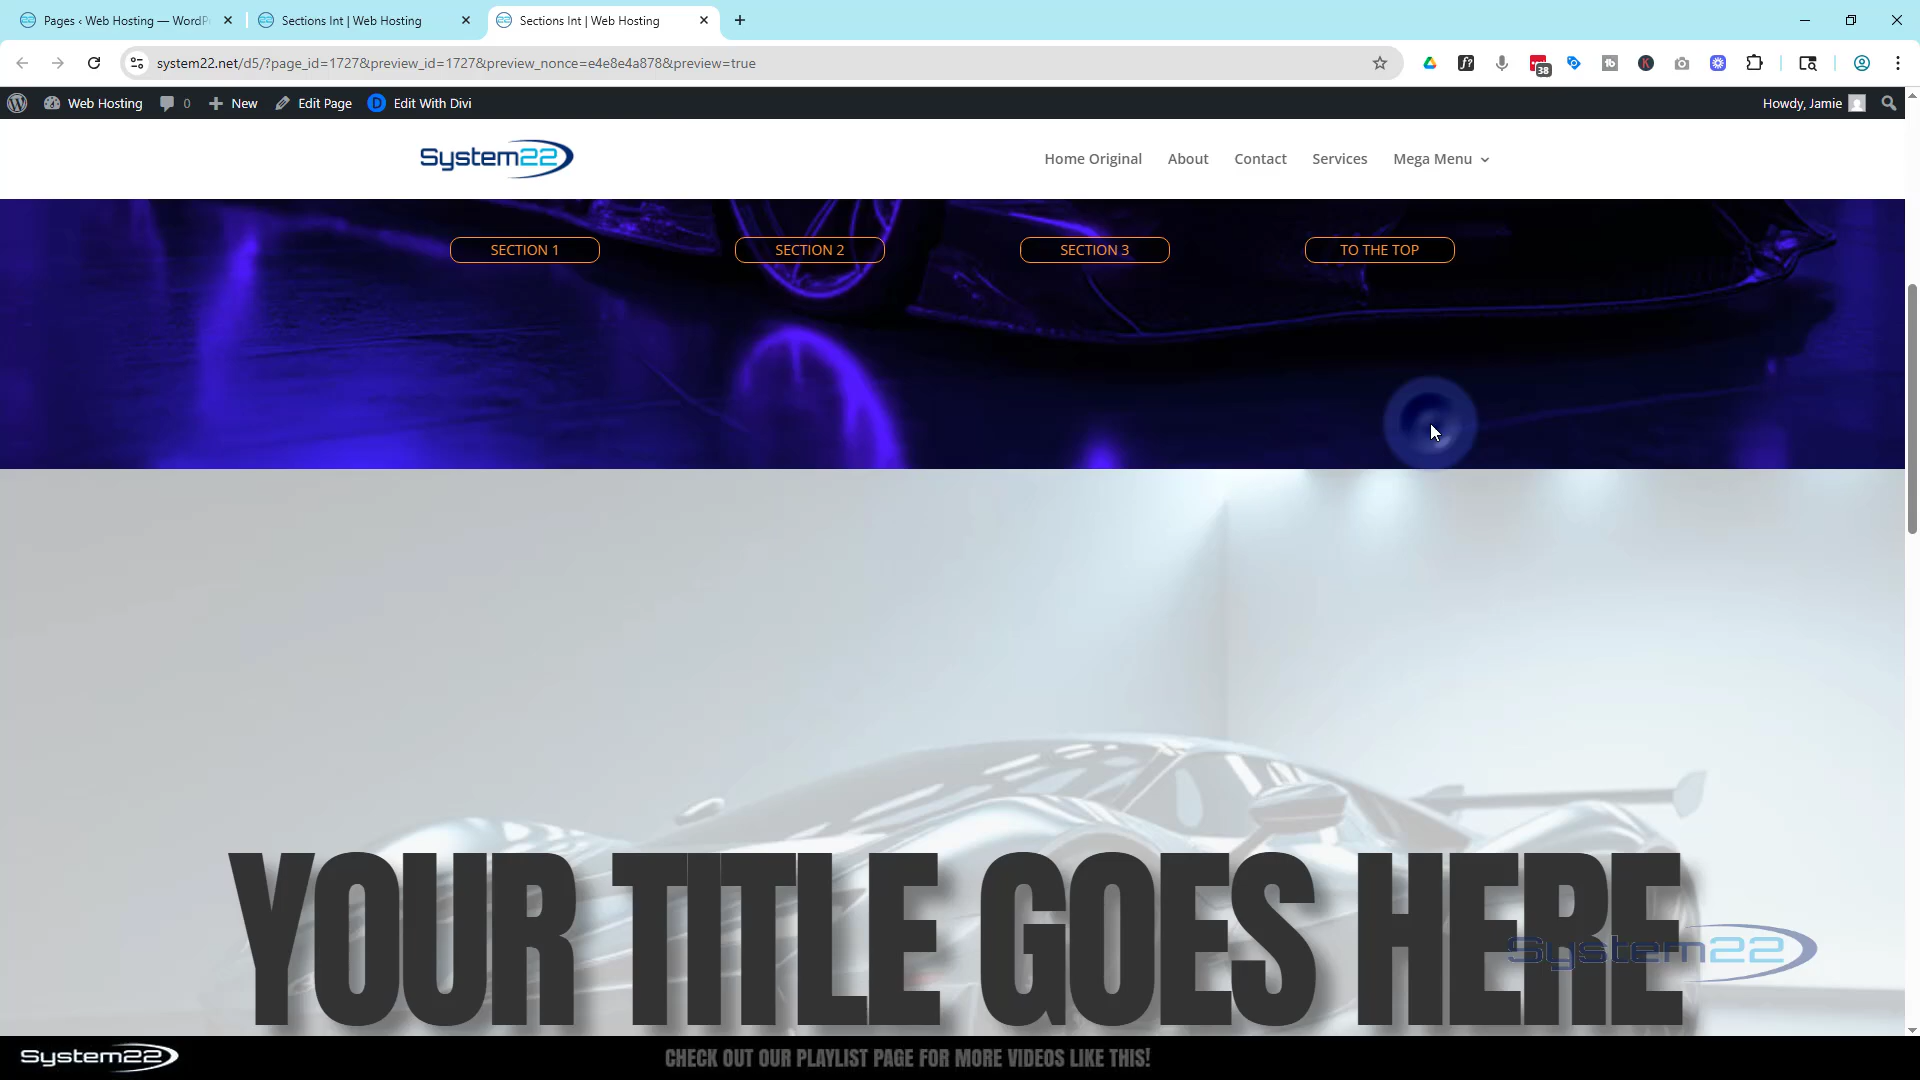 Pages ‹ Web Hosting — WordP
Sections Int | Web Hosting
Sections Int | Web Hosting
system22.net/d5/?page_id=1727&preview_id=1727&preview_nonce=e4e8e4a878&preview=true
38
Web Hosting
0
New
Edit Page
D
Edit With Divi
Howdy, Jamie
System22
Home Original
About
Contact
Services
Mega Menu
SECTION 1
SECTION 2
SECTION 3
TO THE TOP
YOUR TITLE GOES HERE
System22
System22
CHECK OUT OUR PLAYLIST PAGE FOR MORE VIDEOS LIKE THIS!